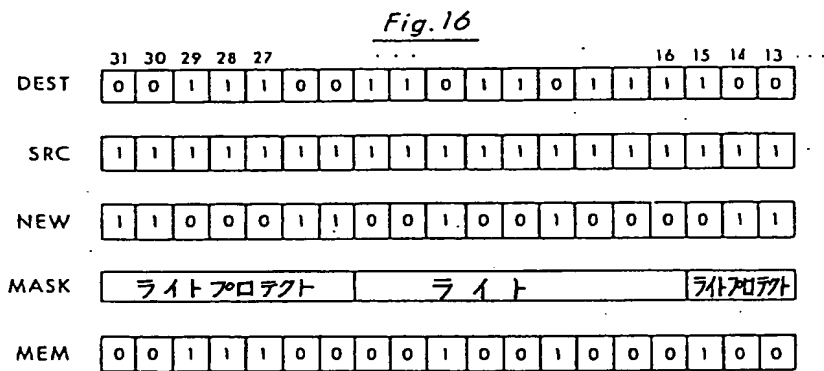 Fig. 16
31 30 29 28 27 ... 16 15 14 13 ...
DEST 0 0 1 1 1 0 0 1 1 0 1 1 0 1 1 1 1 0 0
SRC 1 1 1 1 1 1 1 1 1 1 1 1 1 1 1 1 1 1 1
NEW 1 1 0 0 0 1 1 0 0 1 0 0 1 0 0 0 0 1 1
MASK ライトプロテクト ライト ライトプロテクト
MEM 0 0 1 1 1 0 0 0 0 1 0 0 1 0 0 0 1 0 0